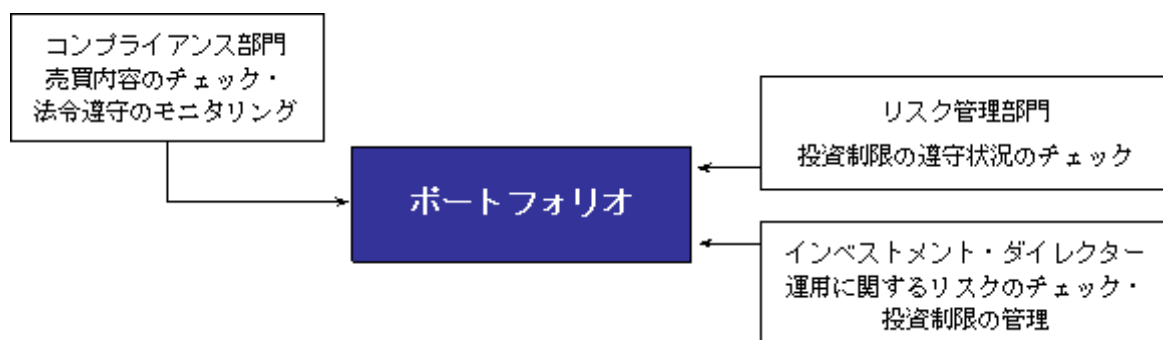 コンプライアンス部門
売買内容のチェック・
法令遵守のモニタリング
ポートフォリオ
リスク管理部門
投資制限の遵守状況のチェック
インベストメント・ダイレクター
運用に関するリスクのチェック・
投資制限の管理